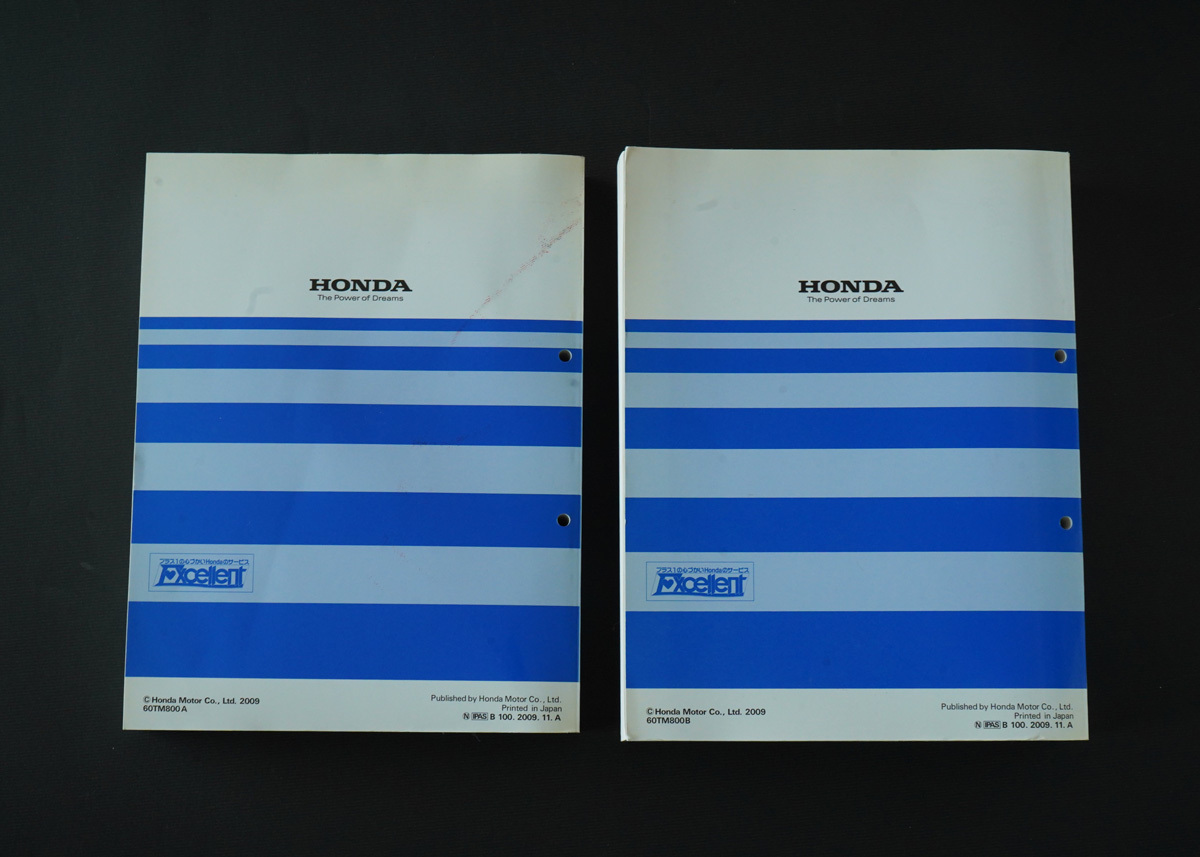 HONDA
The Power of Dreams
プラス1の心づかいHondaのサービス
Excellent
© Honda Motor Co., Ltd. 2009
60TM800A
Published by Honda Motor Co., Ltd.
Printed in Japan
N IPAS B 100. 2009. 11. A
HONDA
The Power of Dreams
プラス1の心づかいHondaのサービス
Excellent
© Honda Motor Co., Ltd. 2009
60TM800B
Published by Honda Motor Co., Ltd.
Printed in Japan
N IPAS B 100. 2009. 11. A